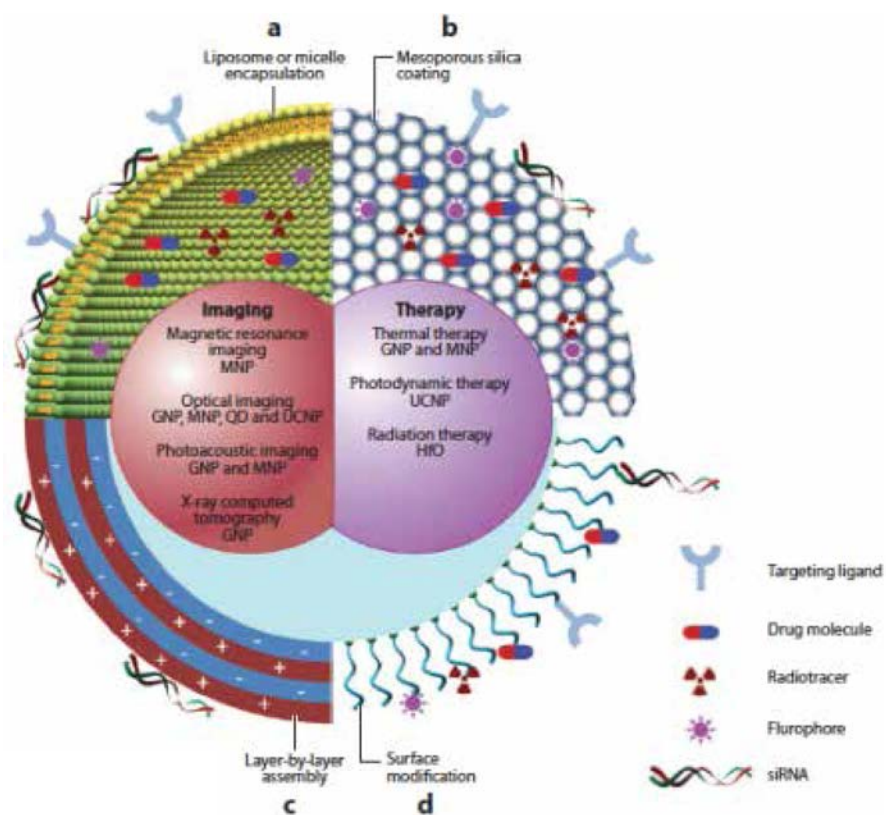 a
Liposome or micelle
encapsulation
b
Mesoporous silica
coating
Imaging
Magnetic resonance
imaging
MNP
Optical imaging
GNP, MNP, QD and UCNP
Photoacoustic imaging
GNP and MNP
X-ray computed
tomography
GNP
Therapy
Thermal therapy
GNP and MNP
Photodynamic therapy
UCNP
Radiation therapy
HfO
Targeting ligand
Drug molecule
Radiotracer
Flurophore
siRNA
Layer-by-layer
assembly
c
Surface
modification
d